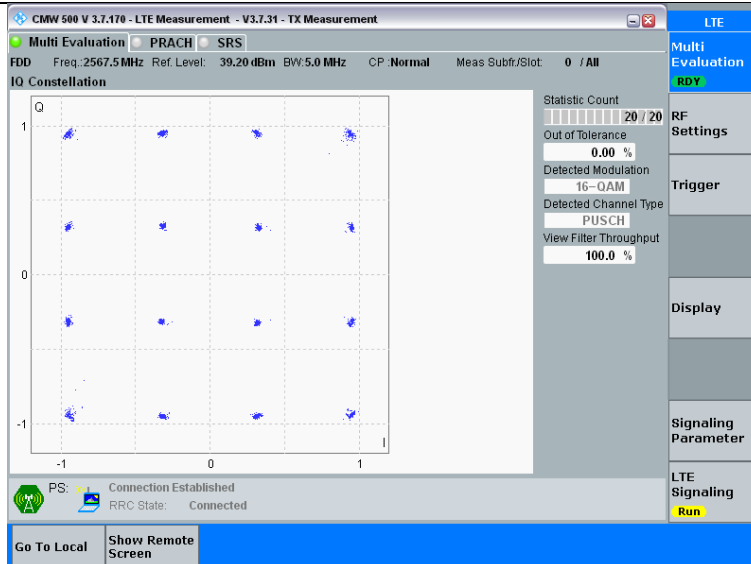 CMW 500 V 3.7.170 - LTE Measurement - V3.7.31 - TX Measurement
LTE
Multi Evaluation PRACH SRS
Multi
Evaluation
RDY
FDD Freq.:2567.5 MHz Ref. Level: 39.20 dBm BW:5.0 MHz CP :Normal Meas Subfr./Slot: 0 / All
IQ Constellation
Q
1
0
-1
-1 0 1
I
Statistic Count
20 / 20
Out of Tolerance
0.00 %
Detected Modulation
16-QAM
Detected Channel Type
PUSCH
View Filter Throughput
100.0 %
RF
Settings
Trigger
Display
Signaling
Parameter
LTE
Signaling
Run
PS: Connection Established
RRC State: Connected
Go To Local
Show Remote
Screen